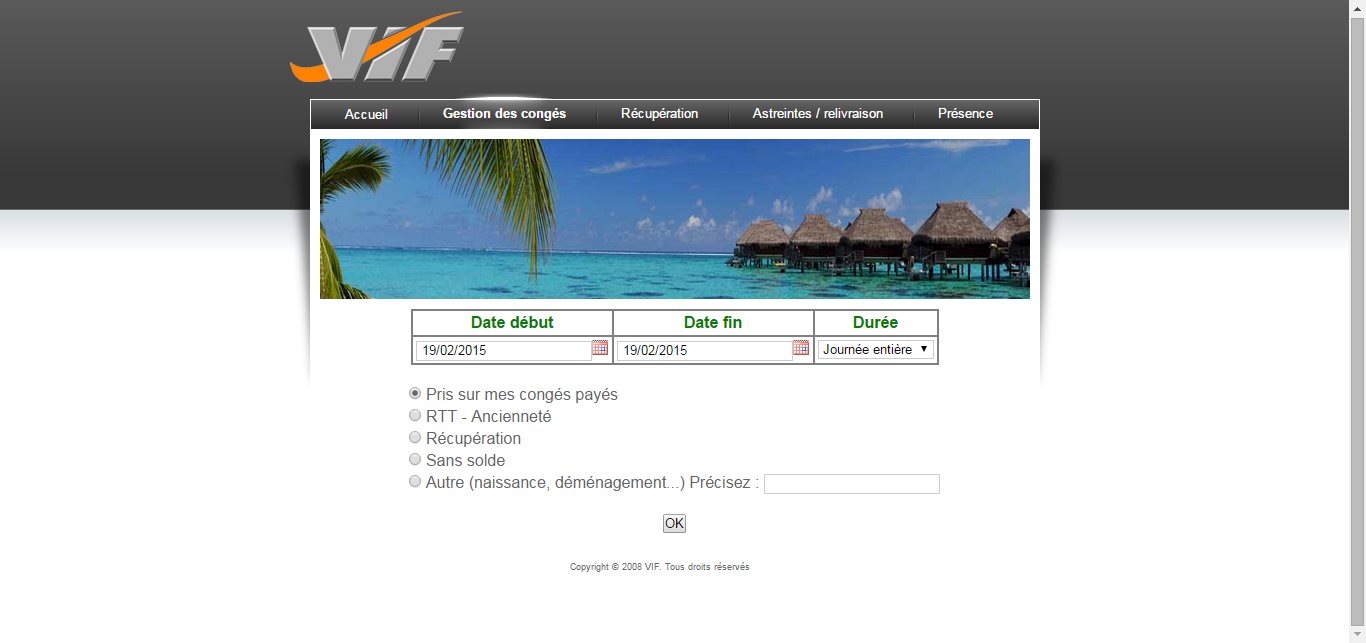 VIF
Accueil Gestion des congés Récupération Astreintes / relivraison Présence
Date début Date fin Durée
19/02/2015 19/02/2015 Journée entière
Pris sur mes congés payés
RTT - Ancienneté
Récupération
Sans solde
Autre (naissance, déménagement...) Précisez :
OK
Copyright © 2008 VIF. Tous droits réservés